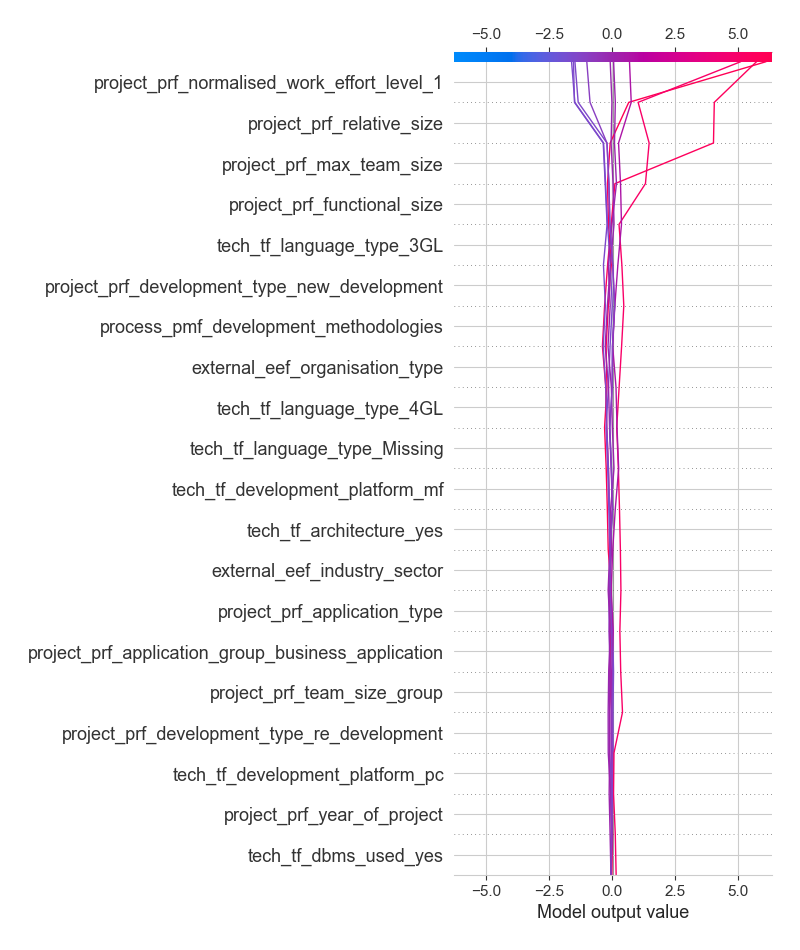 −5.0 −2.5 0.0 2.5 5.0
project_prf_normalised_work_effort_level_1
project_prf_relative_size
project_prf_max_team_size
project_prf_functional_size
tech_tf_language_type_3GL
project_prf_development_type_new_development
process_pmf_development_methodologies
external_eef_organisation_type
tech_tf_language_type_4GL
tech_tf_language_type_Missing
tech_tf_development_platform_mf
tech_tf_architecture_yes
external_eef_industry_sector
project_prf_application_type
project_prf_application_group_business_application
project_prf_team_size_group
project_prf_development_type_re_development
tech_tf_development_platform_pc
project_prf_year_of_project
tech_tf_dbms_used_yes
−5.0 −2.5 0.0 2.5 5.0
Model output value